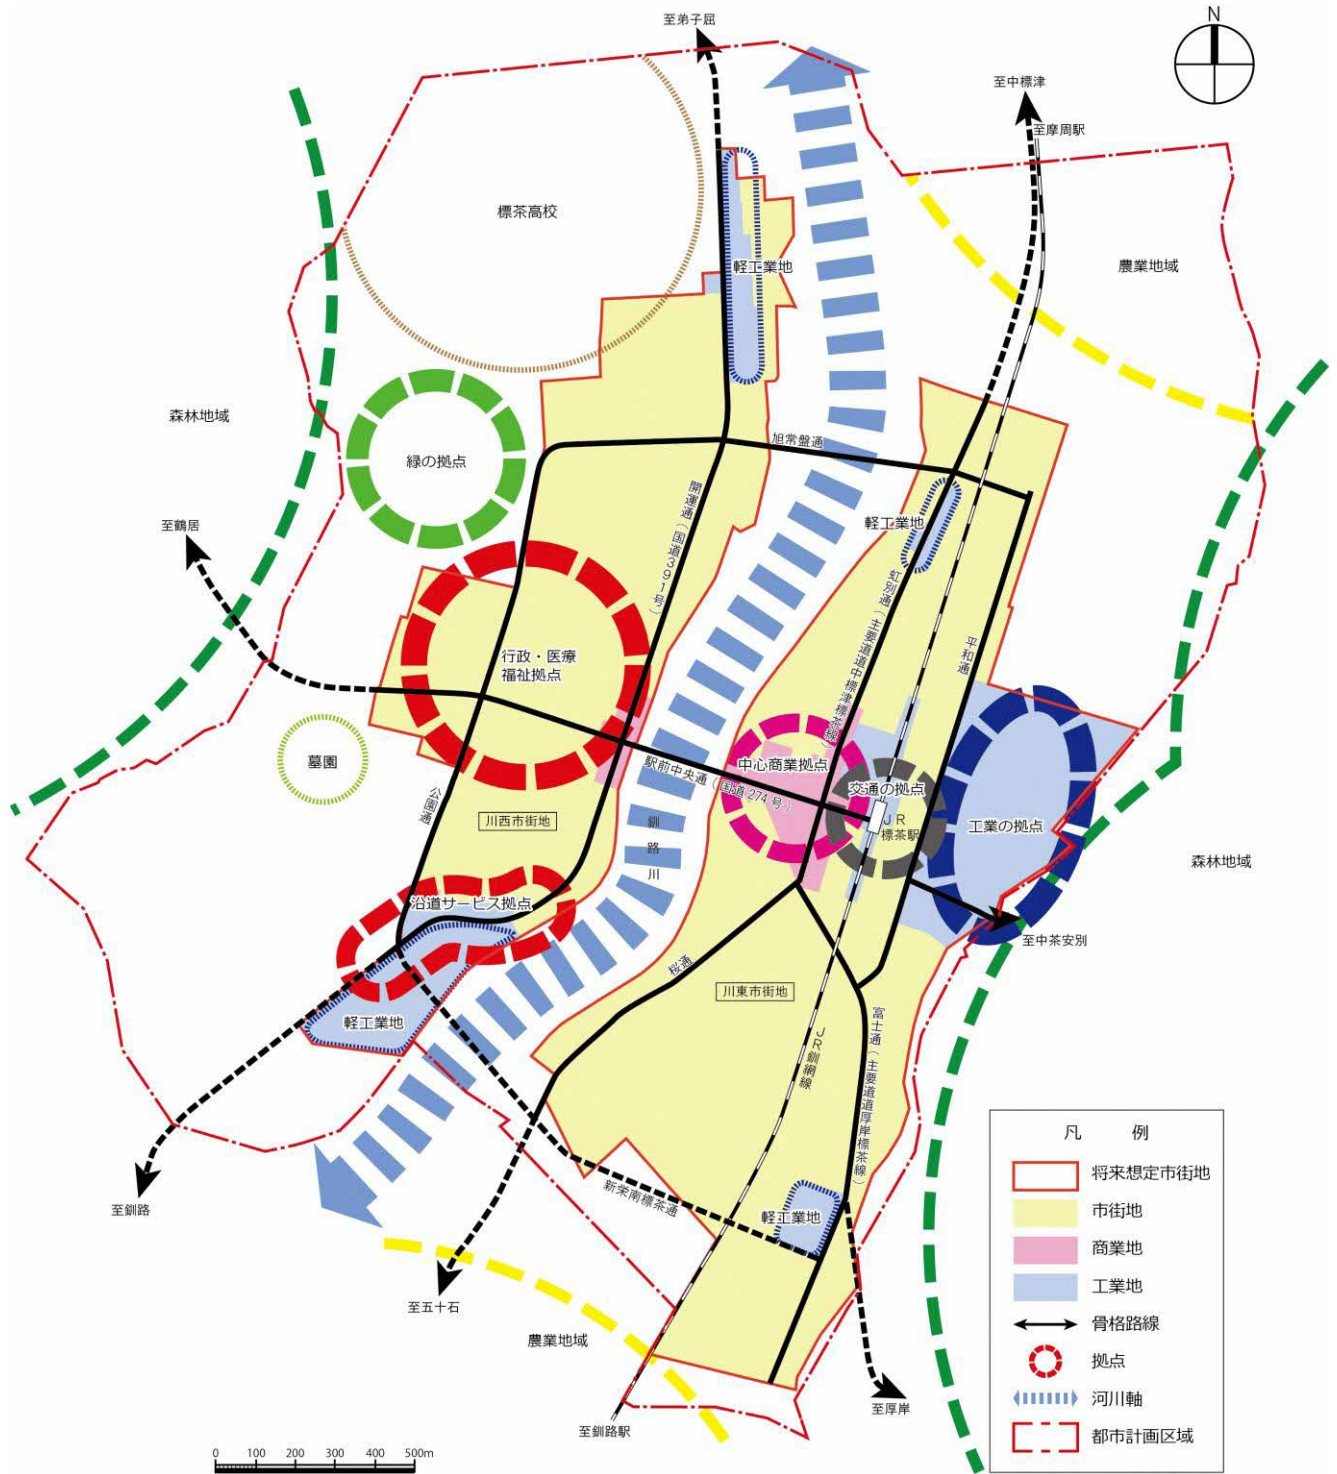 至弟子屈
N
至中標津
至摩周駅
標茶高校
軽工業地
農業地域
森林地域
緑の拠点
旭常盤通
至鶴居
開運通(国道391号)
軽工業地
虹別通(主要道道中標津標茶線)
平和通
行政・医療
福祉拠点
墓園
駅前中央通(国道274号)
中心商業拠点
交通の拠点
JR
標茶駅
工業の拠点
公園通
川西市街地
釧路川
森林地域
沿道サービス拠点
至中茶安別
桜通
川東市街地
軽工業地
JR釧網線
富士通(主要道道厚岸標茶線)
至釧路
新栄南標茶通
軽工業地
至五十石
農業地域
至厚岸
至釧路駅
凡 例
将来想定市街地
市街地
商業地
工業地
骨格路線
拠点
河川軸
都市計画区域
0 100 200 300 400 500m